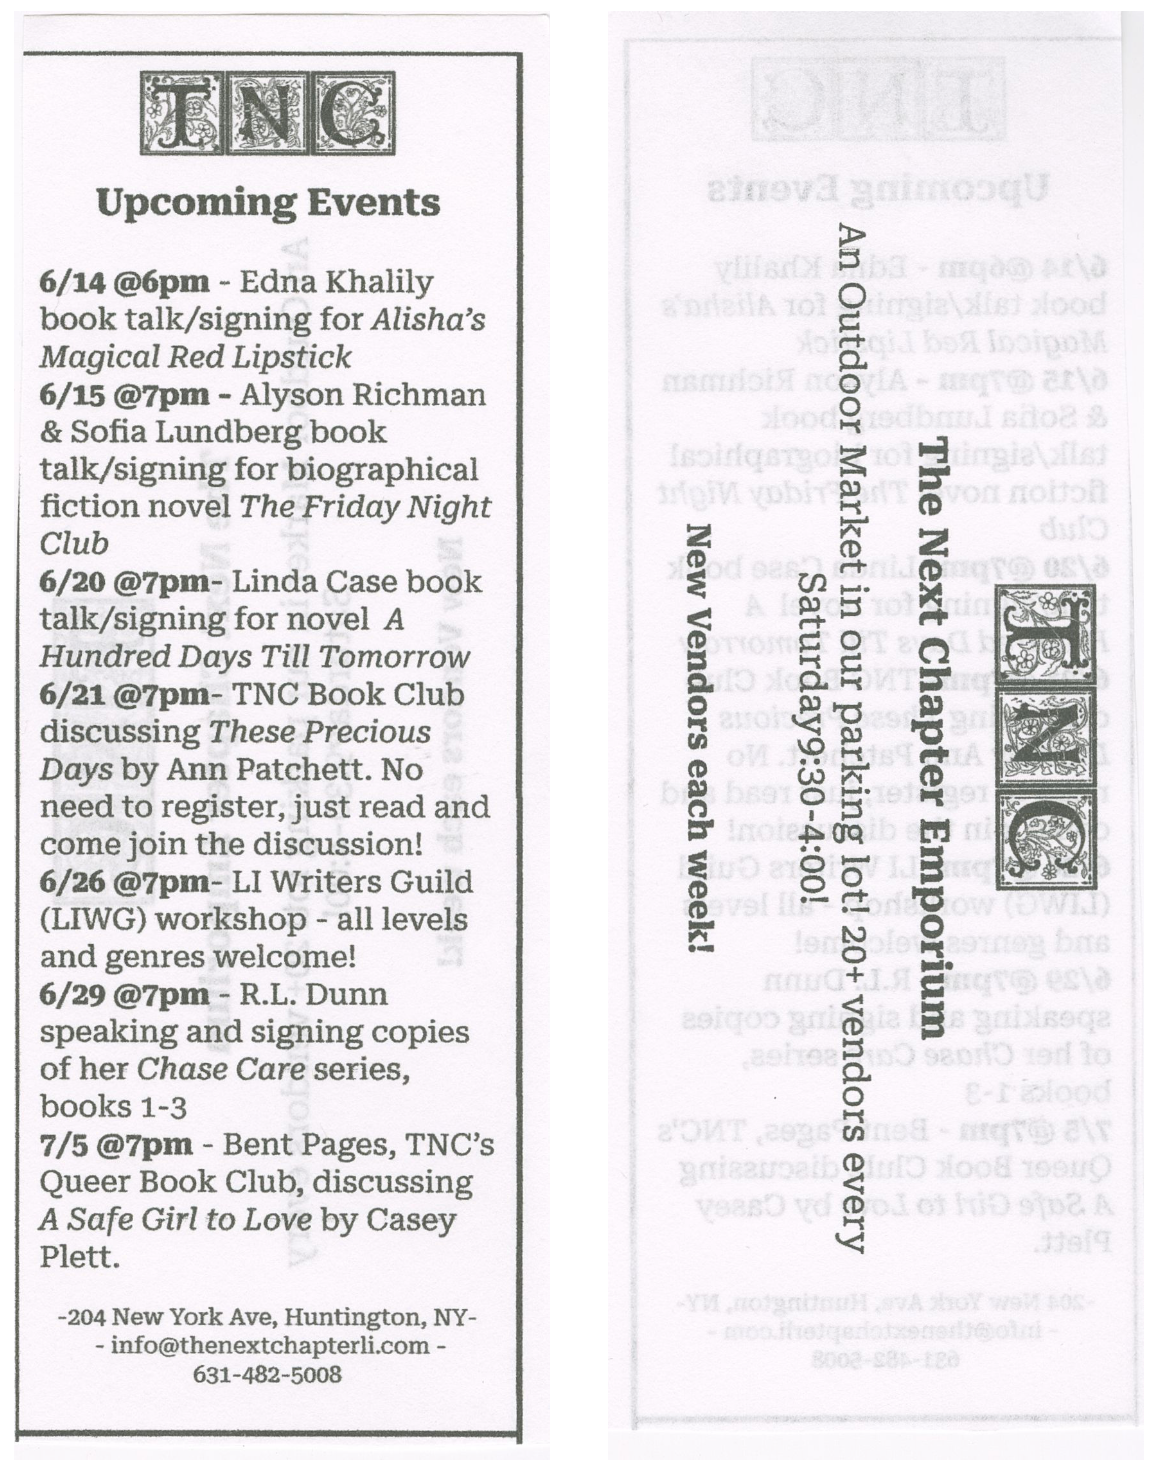 TNC
Upcoming Events
6/14 @6pm - Edna Khalily
book talk/signing for Alisha's
Magical Red Lipstick
6/15 @7pm - Alyson Richman
& Sofia Lundberg book
talk/signing for biographical
fiction novel The Friday Night
Club
6/20 @7pm- Linda Case book
talk/signing for novel A
Hundred Days Till Tomorrow
6/21 @7pm- TNC Book Club
discussing These Precious
Days by Ann Patchett. No
need to register, just read and
come join the discussion!
6/26 @7pm- LI Writers Guild
(LIWG) workshop - all levels
and genres welcome!
6/29 @7pm - R.L. Dunn
speaking and signing copies
of her Chase Care series,
books 1-3
7/5 @7pm - Bent Pages, TNC's
Queer Book Club, discussing
A Safe Girl to Love by Casey
Plett.
-204 New York Ave, Huntington, NY-
- info@thenextchapterli.com -
631-482-5008
TNC
The Next Chapter Emporium
An Outdoor Market in our parking lot! 20+ vendors every
Saturday9:30-4:00!
New Vendors each week!